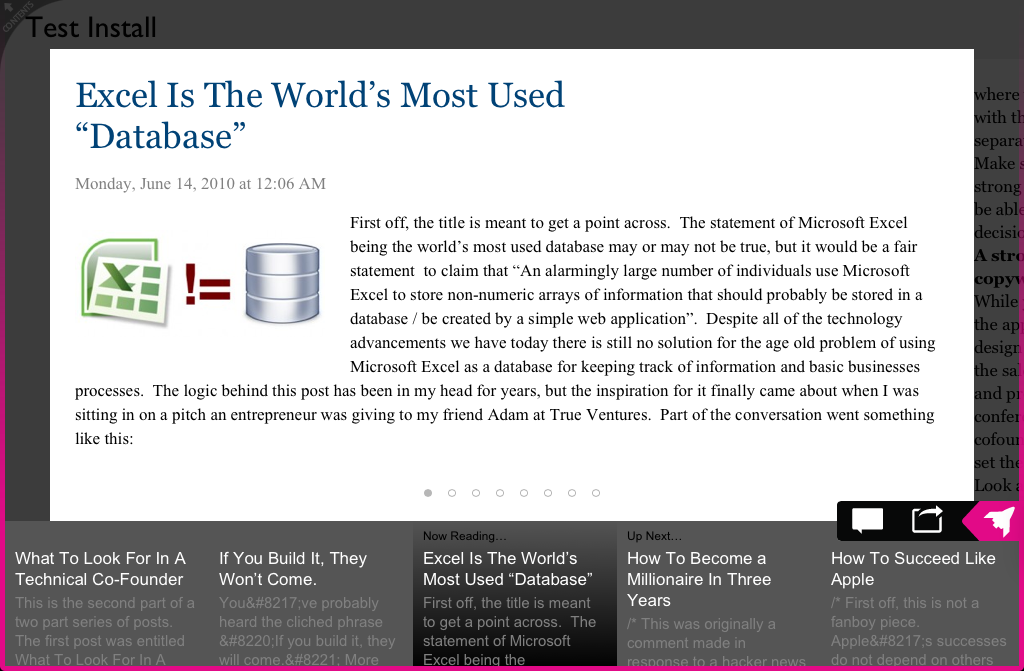 CONTENTS
Test Install
Excel Is The World’s Most Used
“Database”
Monday, June 14, 2010 at 12:06 AM
!=
First off, the title is meant to get a point across.  The statement of Microsoft Excel
being the world’s most used database may or may not be true, but it would be a fair
statement  to claim that “An alarmingly large number of individuals use Microsoft
Excel to store non-numeric arrays of information that should probably be stored in a
database / be created by a simple web application”.  Despite all of the technology
advancements we have today there is still no solution for the age old problem of using
Microsoft Excel as a database for keeping track of information and basic businesses
processes.  The logic behind this post has been in my head for years, but the inspiration for it finally came about when I was
sitting in on a pitch an entrepreneur was giving to my friend Adam at True Ventures.  Part of the conversation went something
like this:
where
with th
separa
Make s
strong
be able
decisio
A stro
copyw
While
the ap
design
the sa
and pr
confer
cofoun
set the
Look a
What To Look For In A
Technical Co-Founder
This is the second part of a
two part series of posts.
The first post was entitled
What To Look For In A
If You Build It, They
Won’t Come.
You&#8217;ve probably
heard the cliched phrase
&#8220;If you build it, they
will come.&#8221; More
Now Reading…
Excel Is The World’s
Most Used “Database”
First off, the title is meant
to get a point across.  The
statement of Microsoft
Excel being the
Up Next…
How To Become a
Millionaire In Three
Years
/* This was originally a
comment made in
response to a hacker news
How To Succeed Like
Apple
/* First off, this is not a
fanboy piece.
Apple&#8217;s successes
do not depend on others